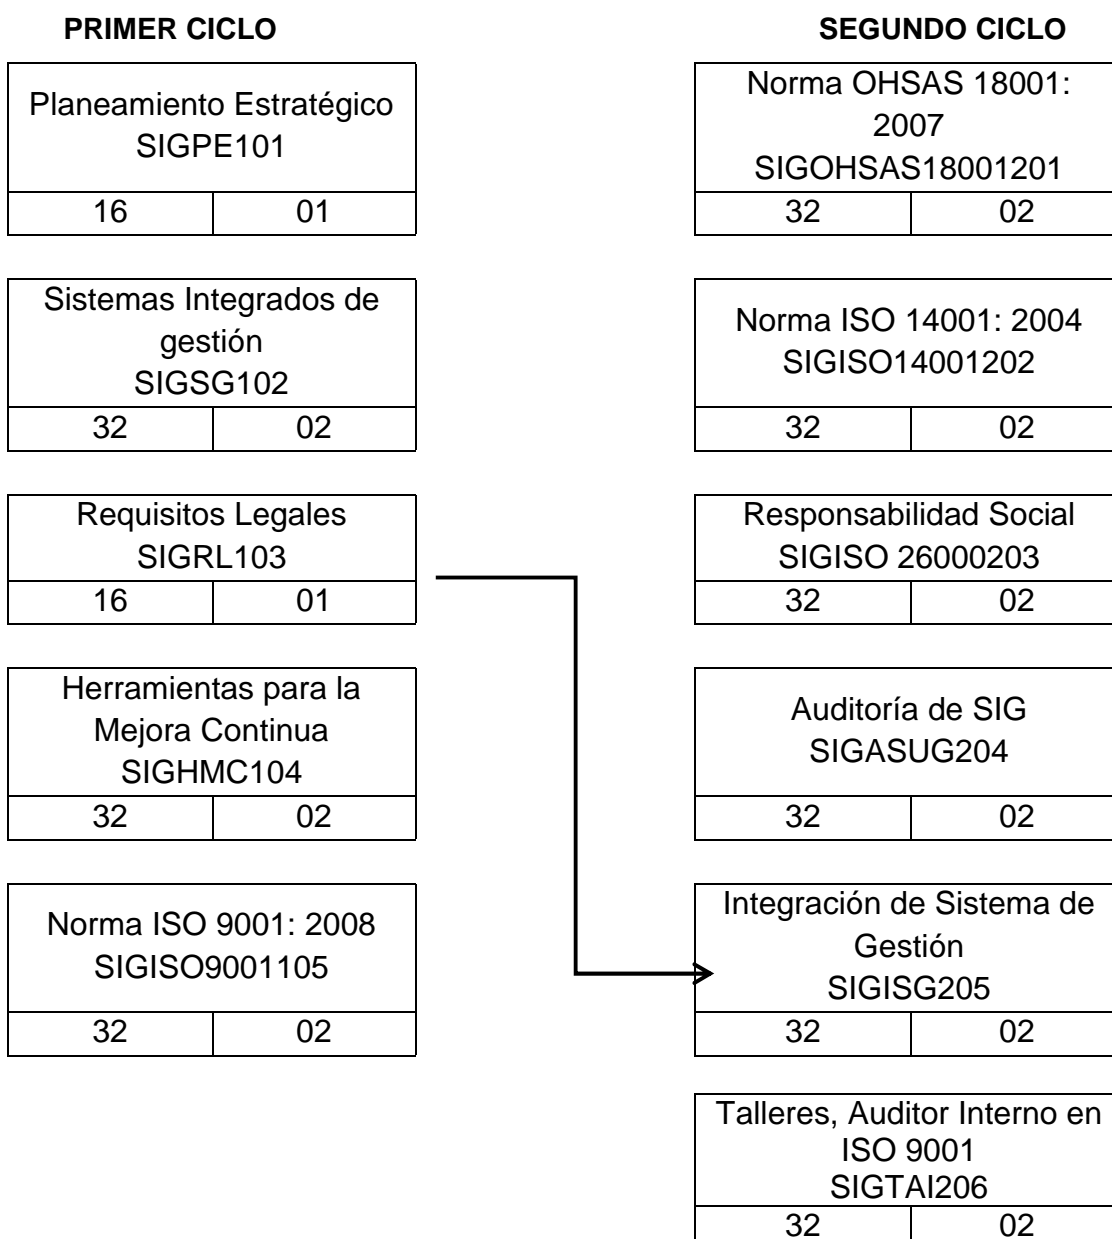 PRIMER CICLO
Planeamiento Estratégico
SIGPE101
16 01
Sistemas Integrados de
gestión
SIGSG102
32 02
Requisitos Legales
SIGRL103
16 01
Herramientas para la
Mejora Continua
SIGHMC104
32 02
Norma ISO 9001: 2008
SIGISO9001105
32 02
SEGUNDO CICLO
Norma OHSAS 18001:
2007
SIGOHSAS18001201
32 02
Norma ISO 14001: 2004
SIGISO14001202
32 02
Responsabilidad Social
SIGISO 26000203
32 02
Auditoría de SIG
SIGASUG204
32 02
Integración de Sistema de
Gestión
SIGISG205
32 02
Talleres, Auditor Interno en
ISO 9001
SIGTAI206
32 02